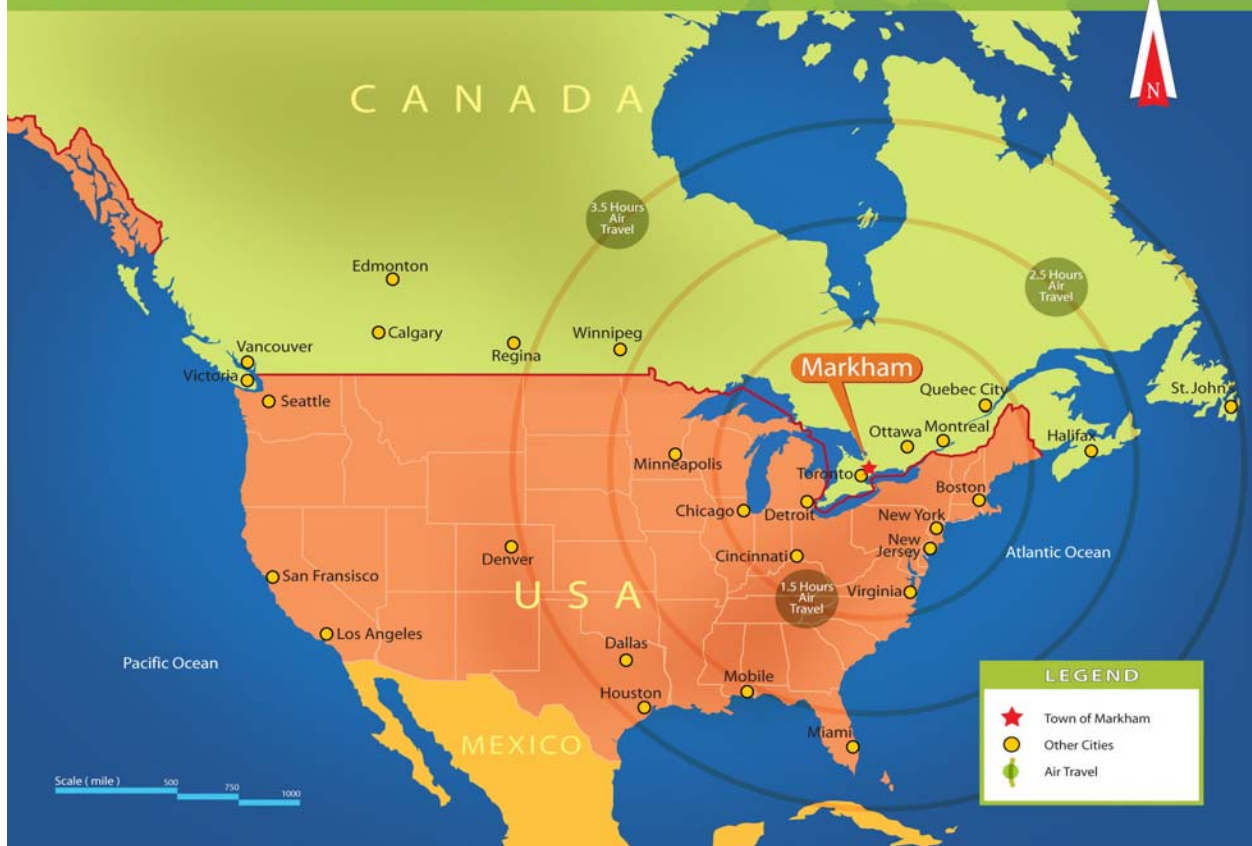 N
CANADA
3.5 Hours
Air
Travel
2.5 Hours
Air
Travel
Edmonton
Calgary
Regina
Winnipeg
Vancouver
Victoria
Seattle
Markham
Quebec City
St. John's
Ottawa
Montreal
Halifax
Minneapolis
Toronto
Boston
Chicago
Detroit
New York
New
Jersey
Denver
Cincinnati
Atlantic Ocean
San Fransisco
USA
1.5 Hours
Air
Travel
Virginia
Los Angeles
Dallas
Pacific Ocean
Houston
Mobile
Miami
MEXICO
LEGEND
Town of Markham
Other Cities
Air Travel
Scale ( mile )
500
750
1000